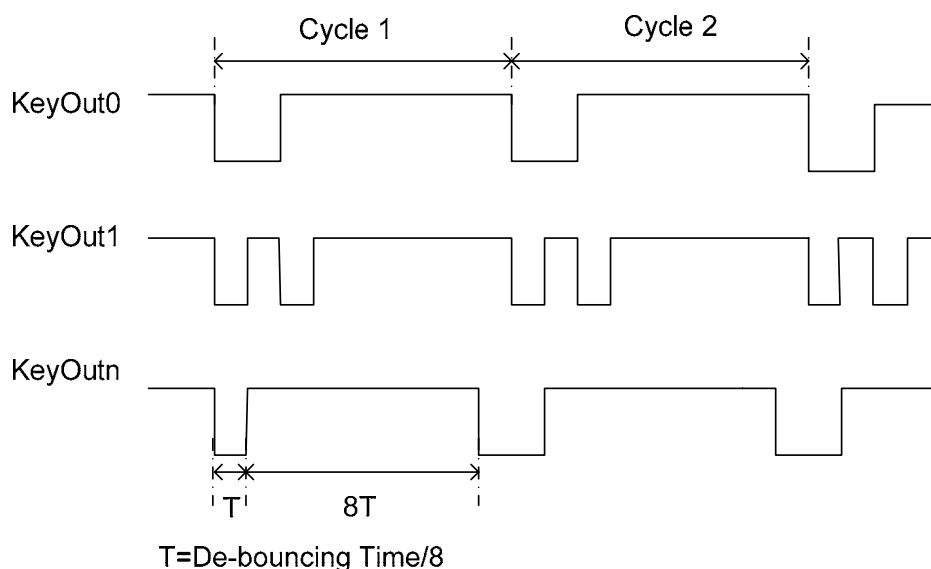 Cycle 1
Cycle 2
KeyOut0
KeyOut1
KeyOutn
T
8T
T=De-bouncing Time/8